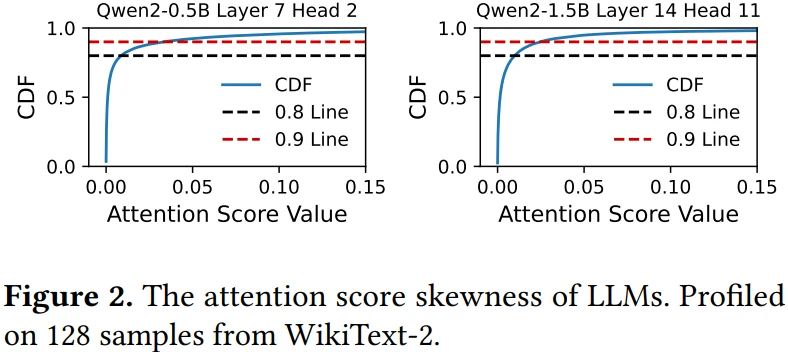 Qwen2-0.5B Layer 7 Head 2
1.0
0.5
0.0
CDF
CDF
0.8 Line
0.9 Line
0.00 0.05 0.10 0.15
Attention Score Value
Qwen2-1.5B Layer 14 Head 11
1.0
0.5
0.0
CDF
CDF
0.8 Line
0.9 Line
0.00 0.05 0.10 0.15
Attention Score Value
Figure 2. The attention score skewness of LLMs. Profiled
on 128 samples from WikiText-2.